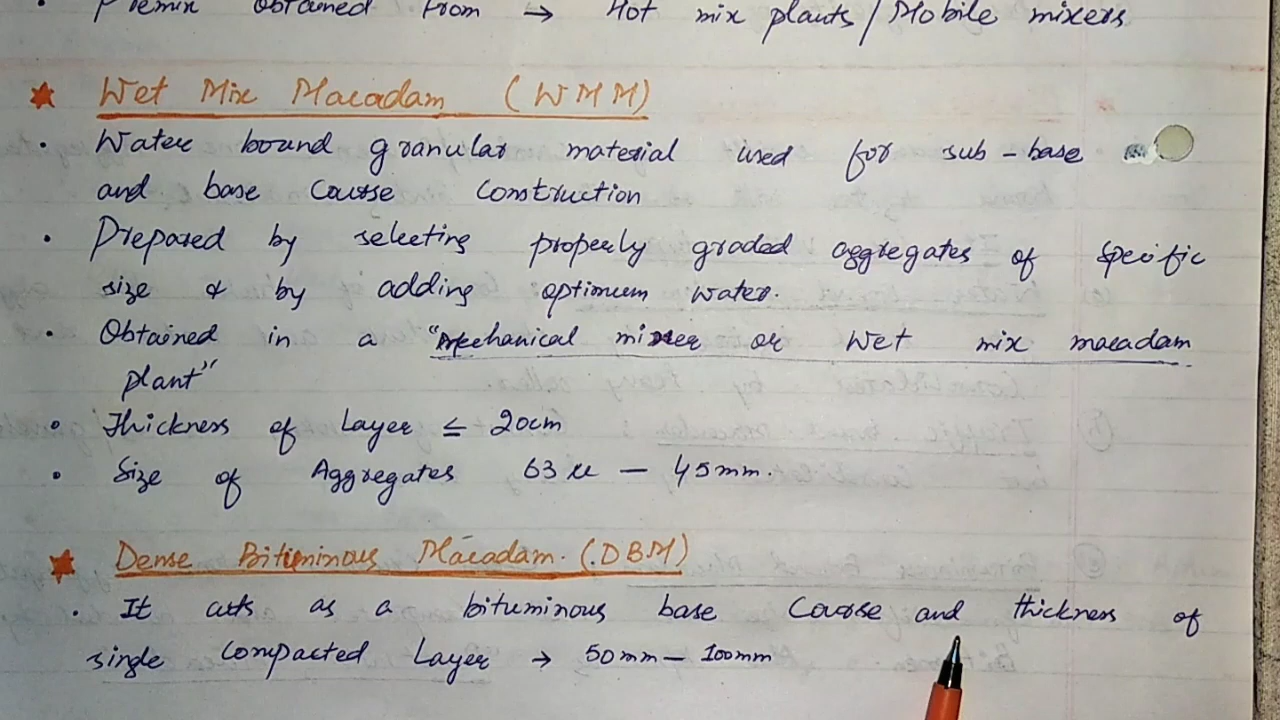 • Premix obtained from → Hot mix plants/Mobile mixers
★ Wet Mix Macadam (WMM)
• Water bound granular material used for sub-base
and base Course Construction
• Prepared by selecting properly graded aggregates of Specific
size & by adding optimum water.
• Obtained in a "mechanical mixer or Wet mix macadam
plant"
• Thickness of Layer ≤ 20cm
• Size of Aggregates 63 μ — 45mm.
★ Dense Bituminous Macadam. (DBM)
• It acts as a bituminous base Course and thickness of
single Compacted Layer → 50mm — 100mm